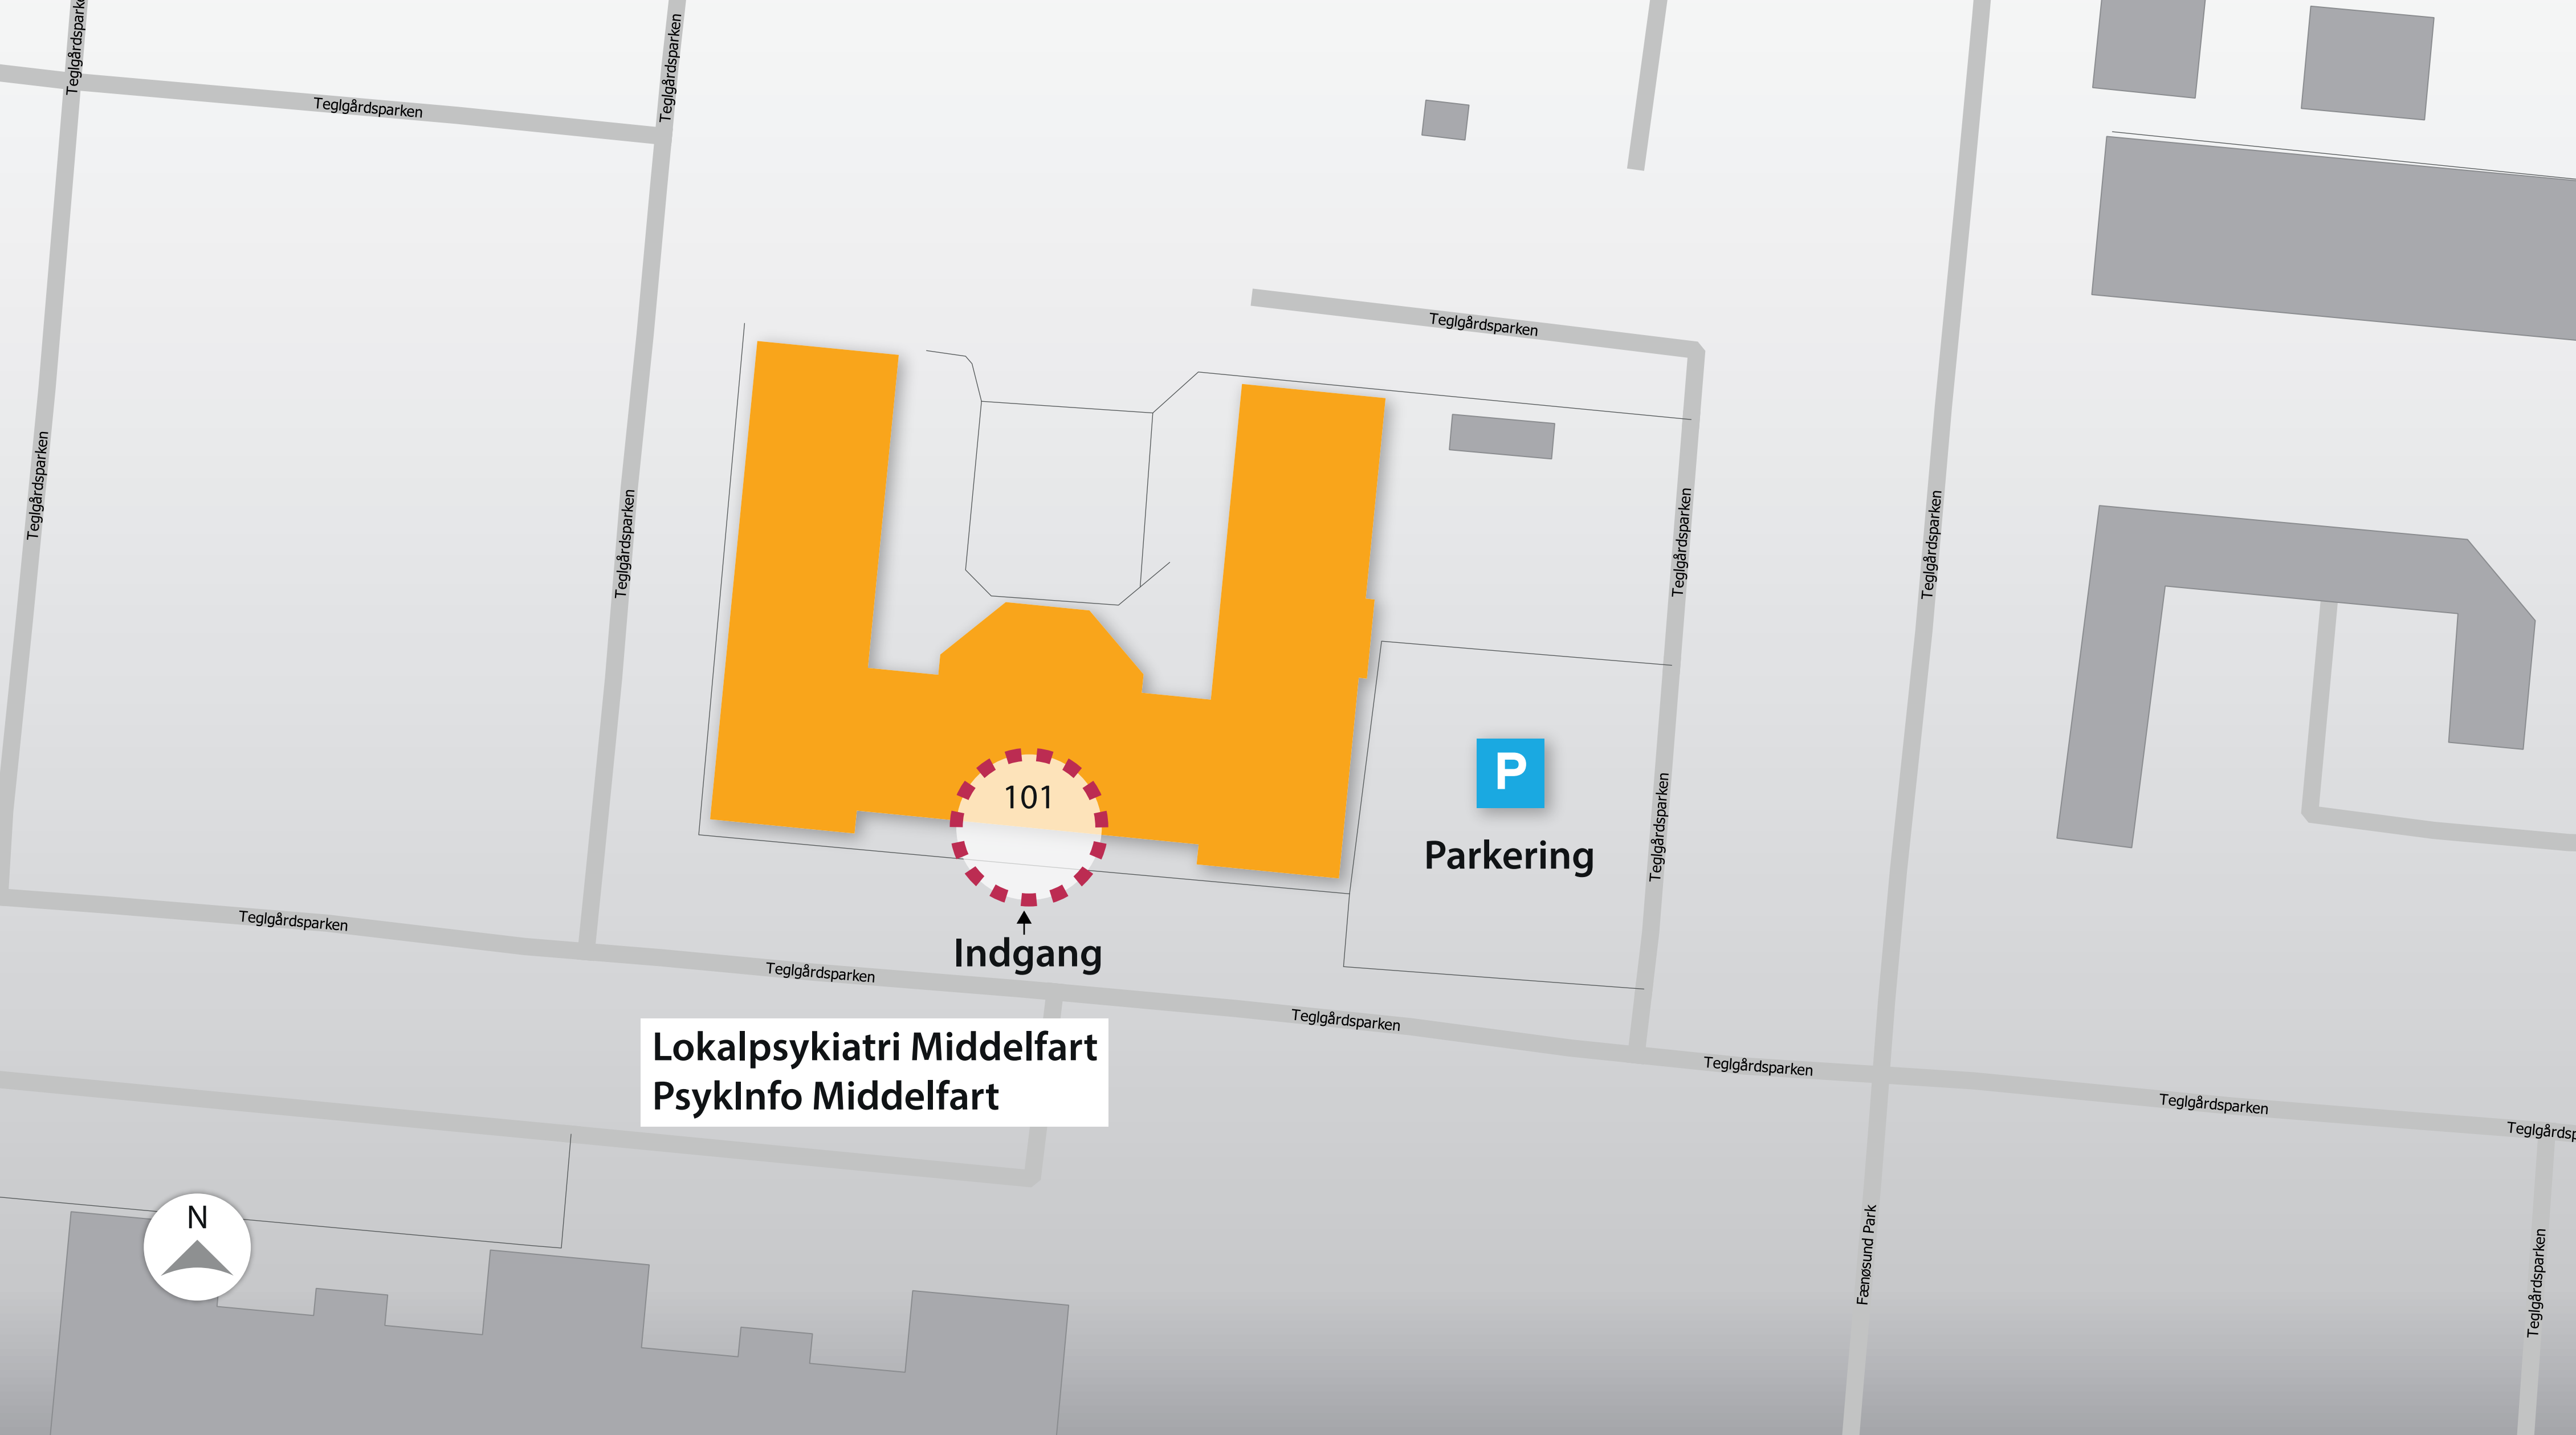 Teglgårdsparken
Teglgårdsparken
Teglgårdsparken
Teglgårdsparken
Teglgårdsparken
Teglgårdsparken
Teglgårdsparken
Teglgårdsparken
101
P
Parkering
Teglgårdsparken
Indgang
Teglgårdsparken
Teglgårdsparken
Teglgårdsparken
Teglgårdsparken
Teglgårdsparken
Teglgårdsp
Lokalpsykiatri Middelfart
PsykInfo Middelfart
N
Fænøsund Park
Teglgårdsparken